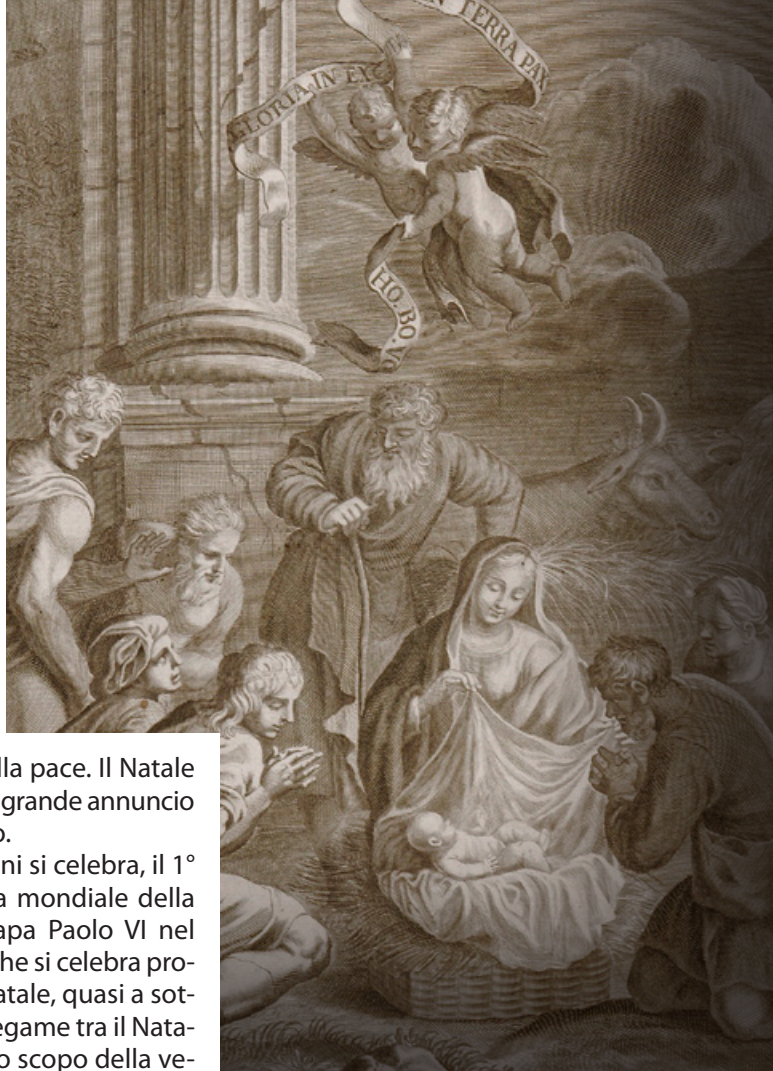 GLORIA IN EXC
N TERRA PAX
HO. BO. VO
lla pace. Il Natale
grande annuncio
o.
ni si celebra, il 1°
a mondiale della
apa Paolo VI nel
he si celebra pro-
atale, quasi a sot-
egame tra il Nata-
o scopo della ve-